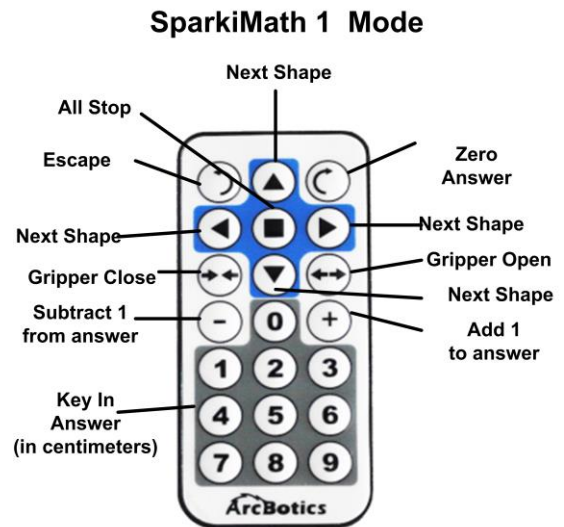 SparkiMath 1 Mode
Next Shape
All Stop
Escape
Zero
Answer
Next Shape
Next Shape
Gripper Close
Gripper Open
Next Shape
Subtract 1
from answer
Add 1
to answer
- 0 +
1 2 3
Key In
Answer
(in centimeters)
4 5 6
7 8 9
ArcBotics